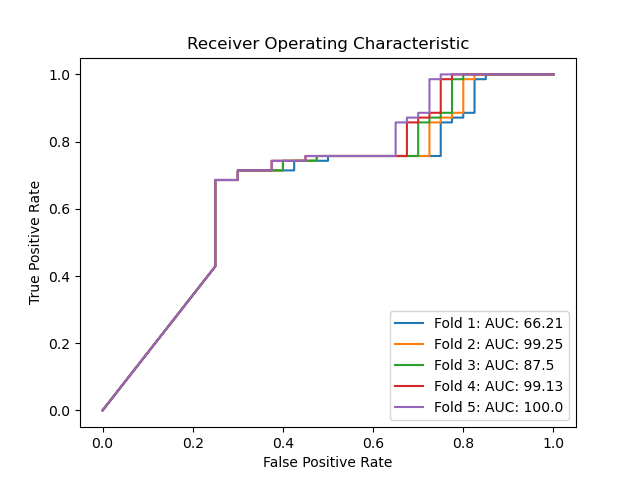 Receiver Operating Characteristic
True Positive Rate
1.0
0.8
0.6
0.4
0.2
0.0
Fold 1: AUC: 66.21
Fold 2: AUC: 99.25
Fold 3: AUC: 87.5
Fold 4: AUC: 99.13
Fold 5: AUC: 100.0
0.0 0.2 0.4 0.6 0.8 1.0
False Positive Rate